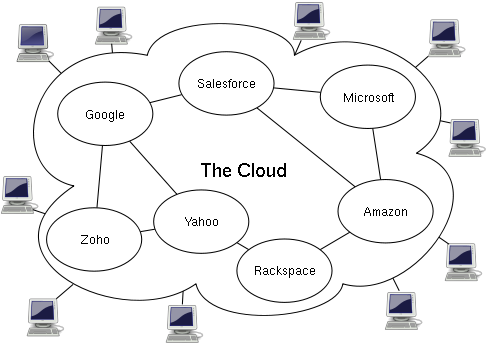 Salesforce
Microsoft
Google
The Cloud
Amazon
Yahoo
Zoho
Rackspace